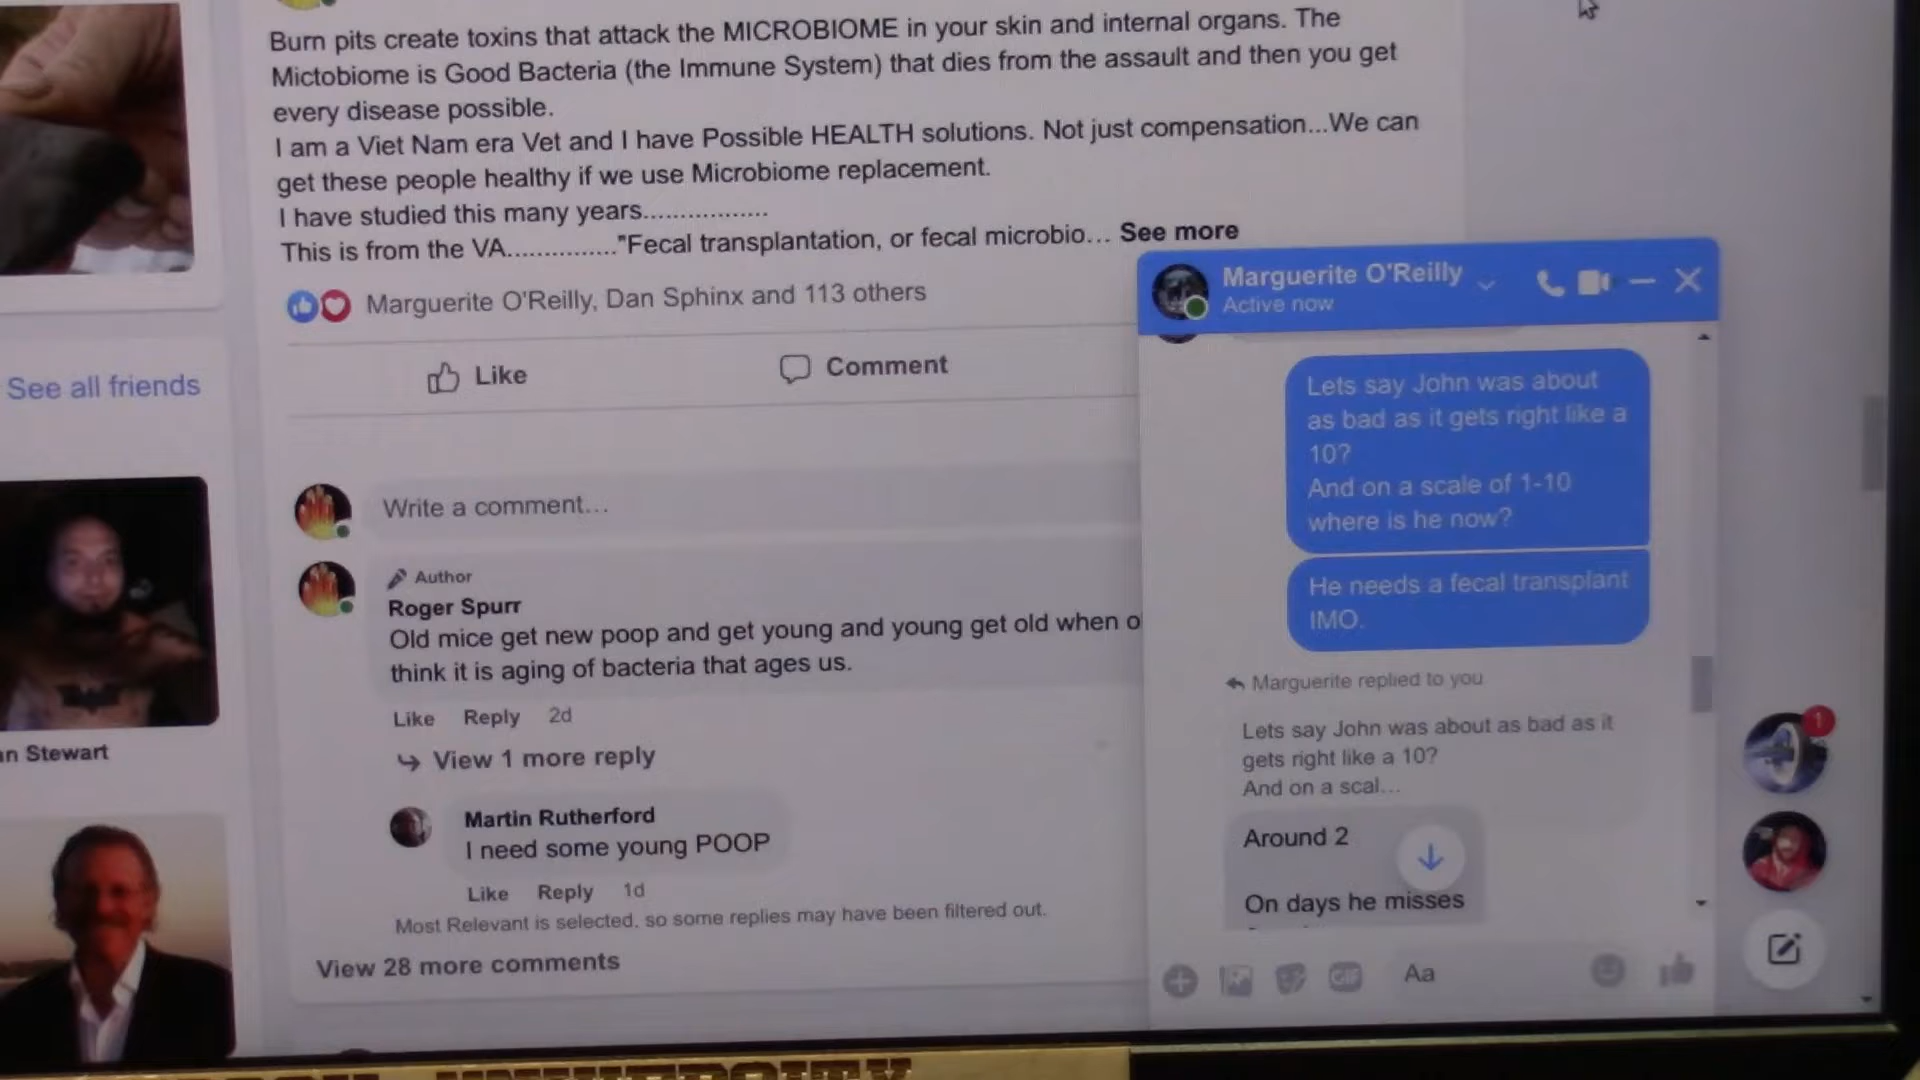 Burn pits create toxins that attack the MICROBIOME in your skin and internal organs. The
Mictobiome is Good Bacteria (the Immune System) that dies from the assault and then you get
every disease possible.
I am a Viet Nam era Vet and I have Possible HEALTH solutions. Not just compensation...We can
get these people healthy if we use Microbiome replacement.
I have studied this many years.................
This is from the VA..............."Fecal transplantation, or fecal microbio... See more
Marguerite O'Reilly, Dan Sphinx and 113 others
Like
Comment
See all friends
Write a comment...
Author
Roger Spurr
Old mice get new poop and get young and young get old when o
think it is aging of bacteria that ages us.
Like Reply 2d
View 1 more reply
Martin Rutherford
I need some young POOP
Like Reply 1d
Most Relevant is selected, so some replies may have been filtered out.
View 28 more comments
n Stewart
Marguerite O'Reilly
Active now
Lets say John was about
as bad as it gets right like a
10?
And on a scale of 1-10
where is he now?
He needs a fecal transplant
IMO.
Marguerite replied to you
Lets say John was about as bad as it
gets right like a 10?
And on a scal...
Around 2
On days he misses
GIF
Aa
1